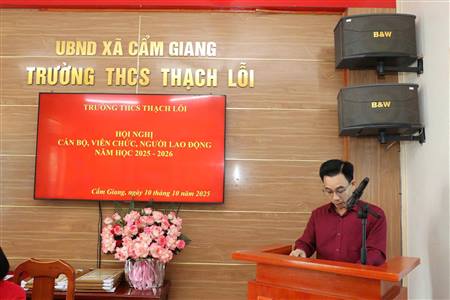 UBND XÃ CẨM GIANG
TRƯỜNG THCS THẠCH LỖI
TRƯỜNG THCS THẠCH LỖI
HỘI NGHỊ
CÁN BỘ, VIÊN CHỨC, NGƯỜI LAO ĐỘNG
NĂM HỌC 2025 - 2026
Cẩm Giang, ngày 10 tháng 10 năm 2025
B&W
B&W